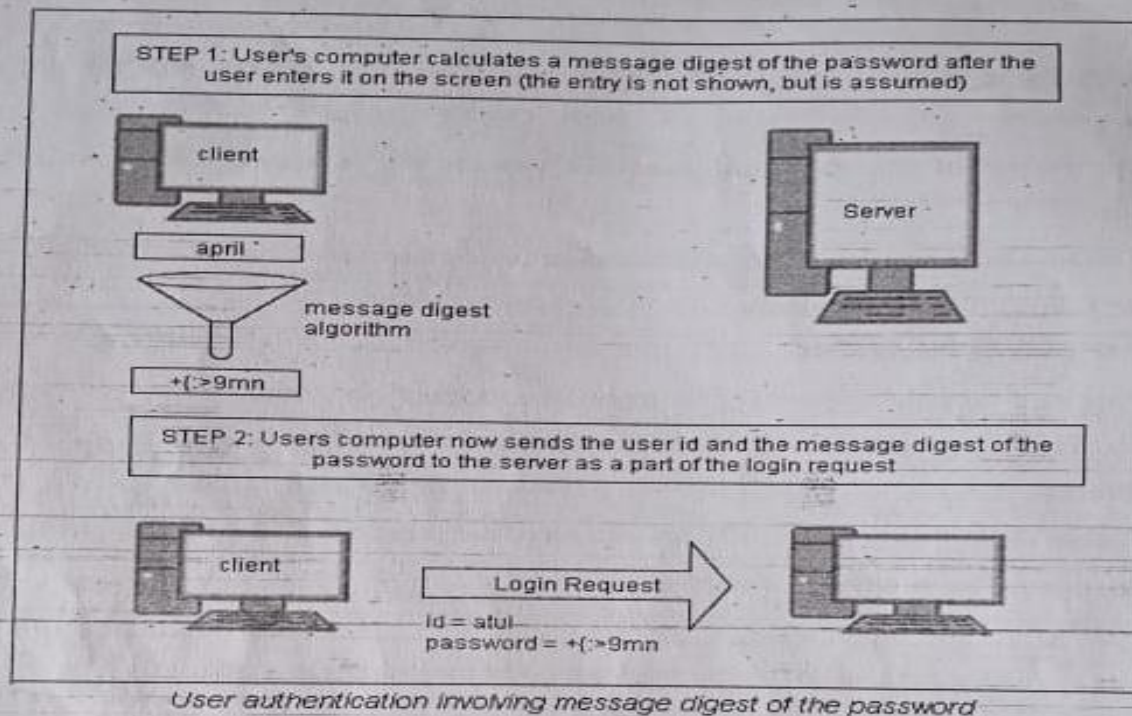 STEP 1: User's computer calculates a message digest of the password after the
user enters it on the screen (the entry is not shown, but is assumed)
client
Server
april
message digest
algorithm
+{:>9mn
STEP 2: Users computer now sends the user id and the message digest of the
password to the server as a part of the login request
client
Login Request
Id = atul
password = +{:>9mn
User authentication involving message digest of the password